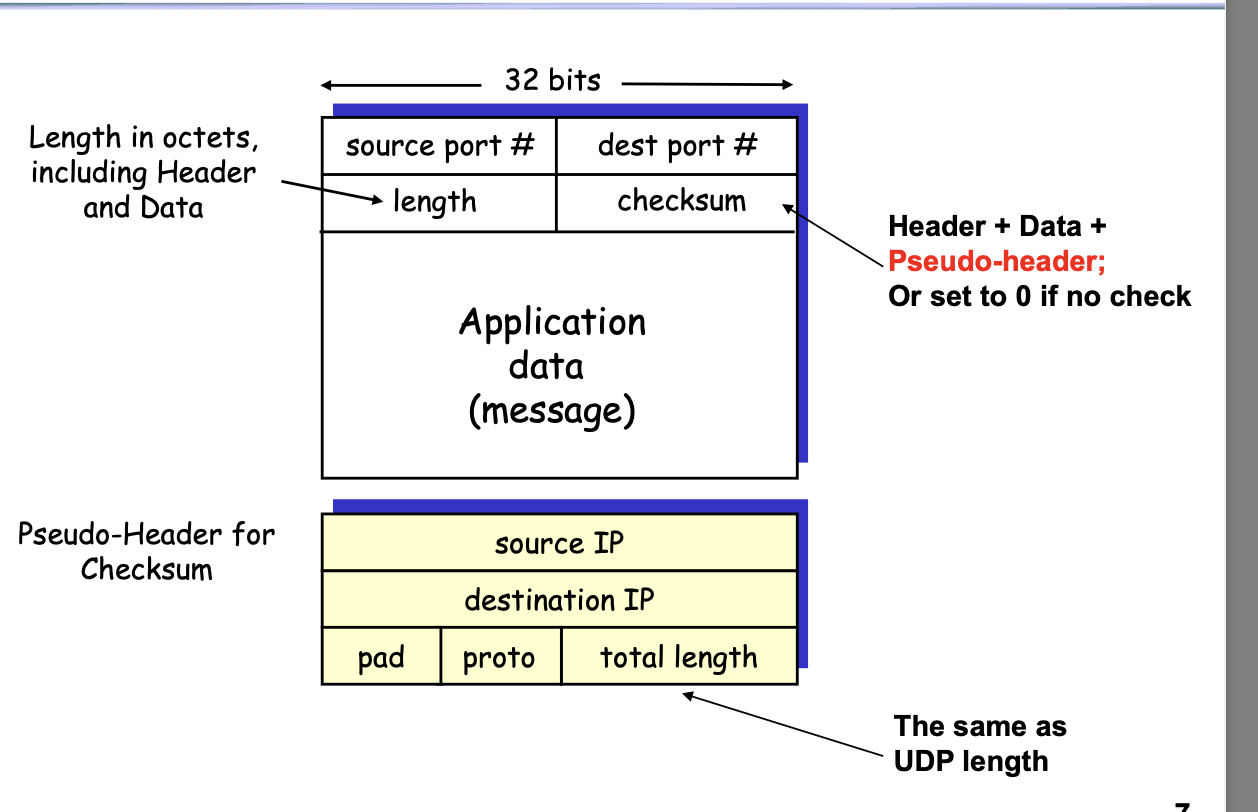 32 bits
Length in octets,
including Header
and Data
source port #
dest port #
length
checksum
Header + Data +
Pseudo-header;
Or set to 0 if no check
Application
data
(message)
Pseudo-Header for
Checksum
source IP
destination IP
pad
proto
total length
The same as
UDP length
7